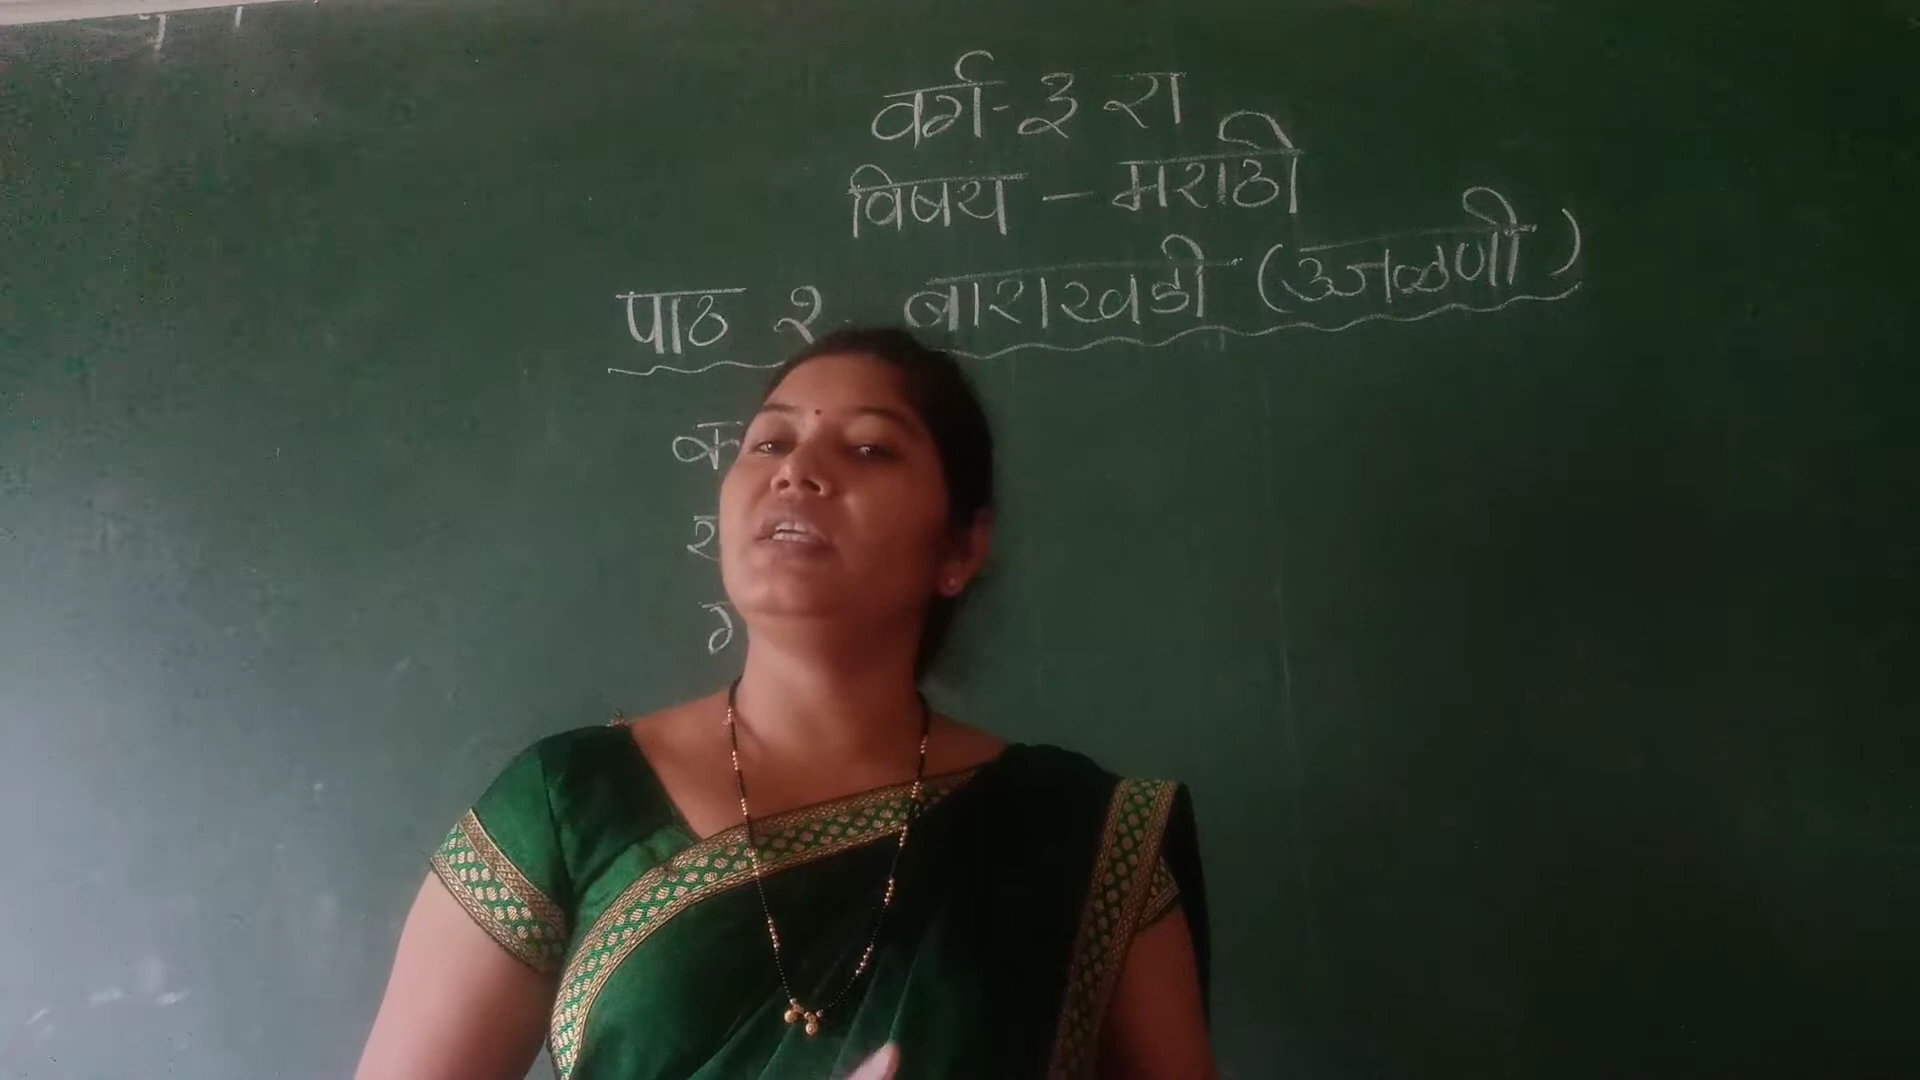 वर्ग-३ रा
विषय - मराठी
पाठ २ बाराखडी (उजळणी)
क
ग